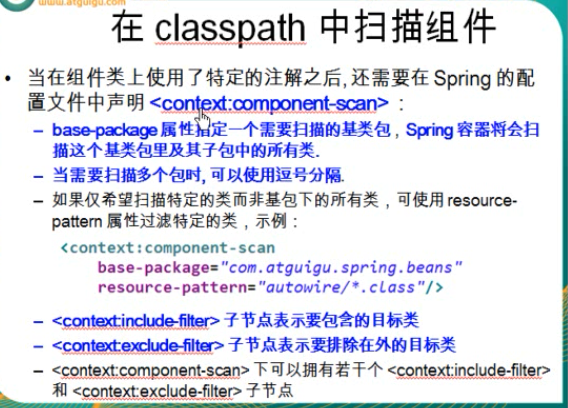 www.atguigu.com
在 classpath 中扫描组件
• 当在组件类上使用了特定的注解之后, 还需要在 Spring 的配
置文件中声明 <context:component-scan> ：
– base-package 属性指定一个需要扫描的基类包，Spring 容器将会扫
描这个基类包里及其子包中的所有类.
– 当需要扫描多个包时, 可以使用逗号分隔.
– 如果仅希望扫描特定的类而非基包下的所有类，可使用 resource-
pattern 属性过滤特定的类，示例：
<context:component-scan
base-package="com.atguigu.spring.beans"
resource-pattern="autowire/*.class"/>
– <context:include-filter> 子节点表示要包含的目标类
– <context:exclude-filter> 子节点表示要排除在外的目标类
– <context:component-scan> 下可以拥有若干个 <context:include-filter>
和 <context:exclude-filter> 子节点